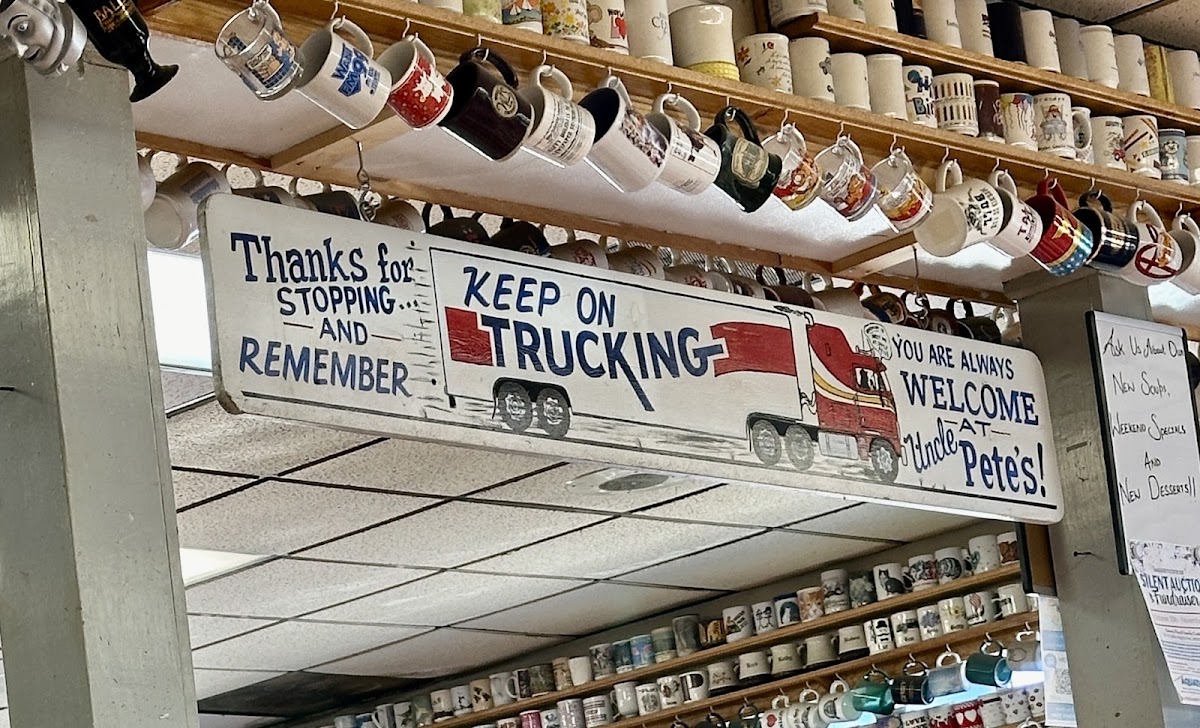 Thanks for
STOPPING...
—AND—
REMEMBER
KEEP ON
TRUCKING
YOU ARE ALWAYS
WELCOME
—AT—
Uncle Pete's!
Ask Us About Our
New Soups,
Weekend Specials
And
New Desserts!!
SILENT AUCTION
& Fundraiser